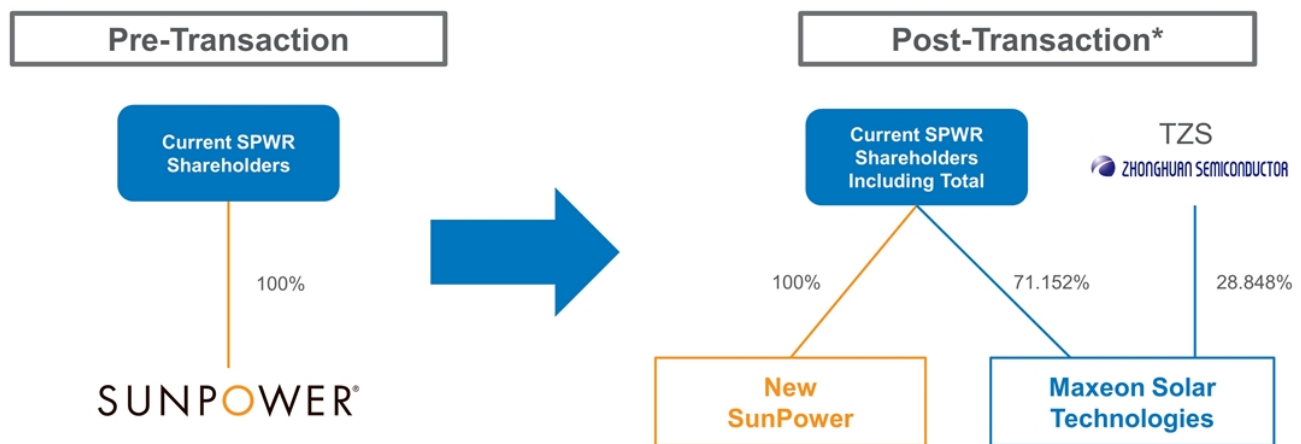 Pre-Transaction
Post-Transaction*
Current SPWR
Shareholders
Current SPWR
Shareholders
Including Total
TZS
ZHONGHUAN SEMICONDUCTOR
100%
100%
71.152%
28.848%
SUNPOWER®
New
SunPower
Maxeon Solar
Technologies